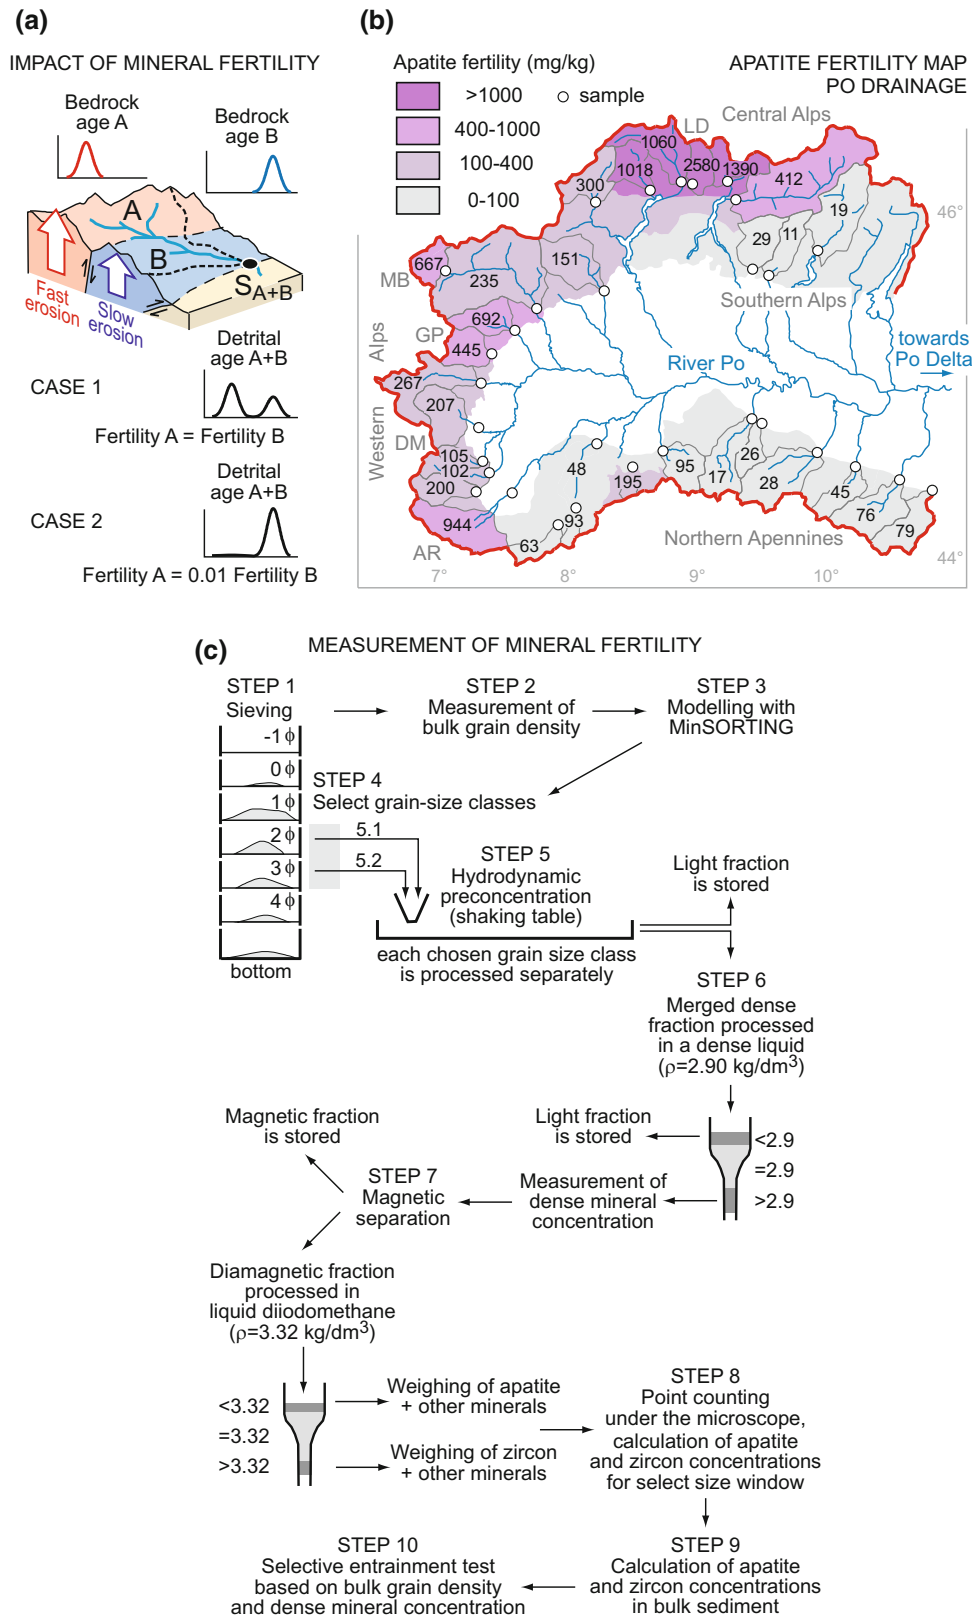 (a)
IMPACT OF MINERAL FERTILITY
Bedrock
age A
Bedrock
age B
A
B
S A+B
Fast
erosion
Slow
erosion
Detrital
age A+B
CASE 1
Fertility A = Fertility B
Detrital
age A+B
CASE 2
Fertility A = 0.01 Fertility B
(b)
Apatite fertility (mg/kg)
>1000
400-1000
100-400
0-100
sample
APATITE FERTILITY MAP
PO DRAINAGE
LD
Central Alps
1060
1018
2580
1390
412
300
19
46°
29
11
151
667
MB
235
Southern Alps
692
GP
445
Western Alps
267
207
River Po
towards
Po Delta
DM
105
102
200
944
AR
48
195
95
17
26
28
45
76
79
93
63
Northern Apennines
44°
7°
8°
9°
10°
(c)
MEASUREMENT OF MINERAL FERTILITY
STEP 1
Sieving
-1 ϕ
0 ϕ
1 ϕ
2 ϕ
3 ϕ
4 ϕ
bottom
STEP 2
Measurement of
bulk grain density
STEP 3
Modelling with
MinSORTING
STEP 4
Select grain-size classes
5.1
5.2
STEP 5
Hydrodynamic
preconcentration
(shaking table)
each chosen grain size class
is processed separately
Light fraction
is stored
STEP 6
Merged dense
fraction processed
in a dense liquid
(ρ=2.90 kg/dm³)
<2.9
=2.9
>2.9
Light fraction
is stored
Measurement of
dense mineral
concentration
STEP 7
Magnetic
separation
Magnetic fraction
is stored
Diamagnetic fraction
processed in
liquid diiodomethane
(ρ=3.32 kg/dm³)
<3.32
=3.32
>3.32
Weighing of apatite
+ other minerals
Weighing of zircon
+ other minerals
STEP 8
Point counting
under the microscope,
calculation of apatite
and zircon concentrations
for select size window
STEP 9
Calculation of apatite
and zircon concentrations
in bulk sediment
STEP 10
Selective entrainment test
based on bulk grain density
and dense mineral concentration